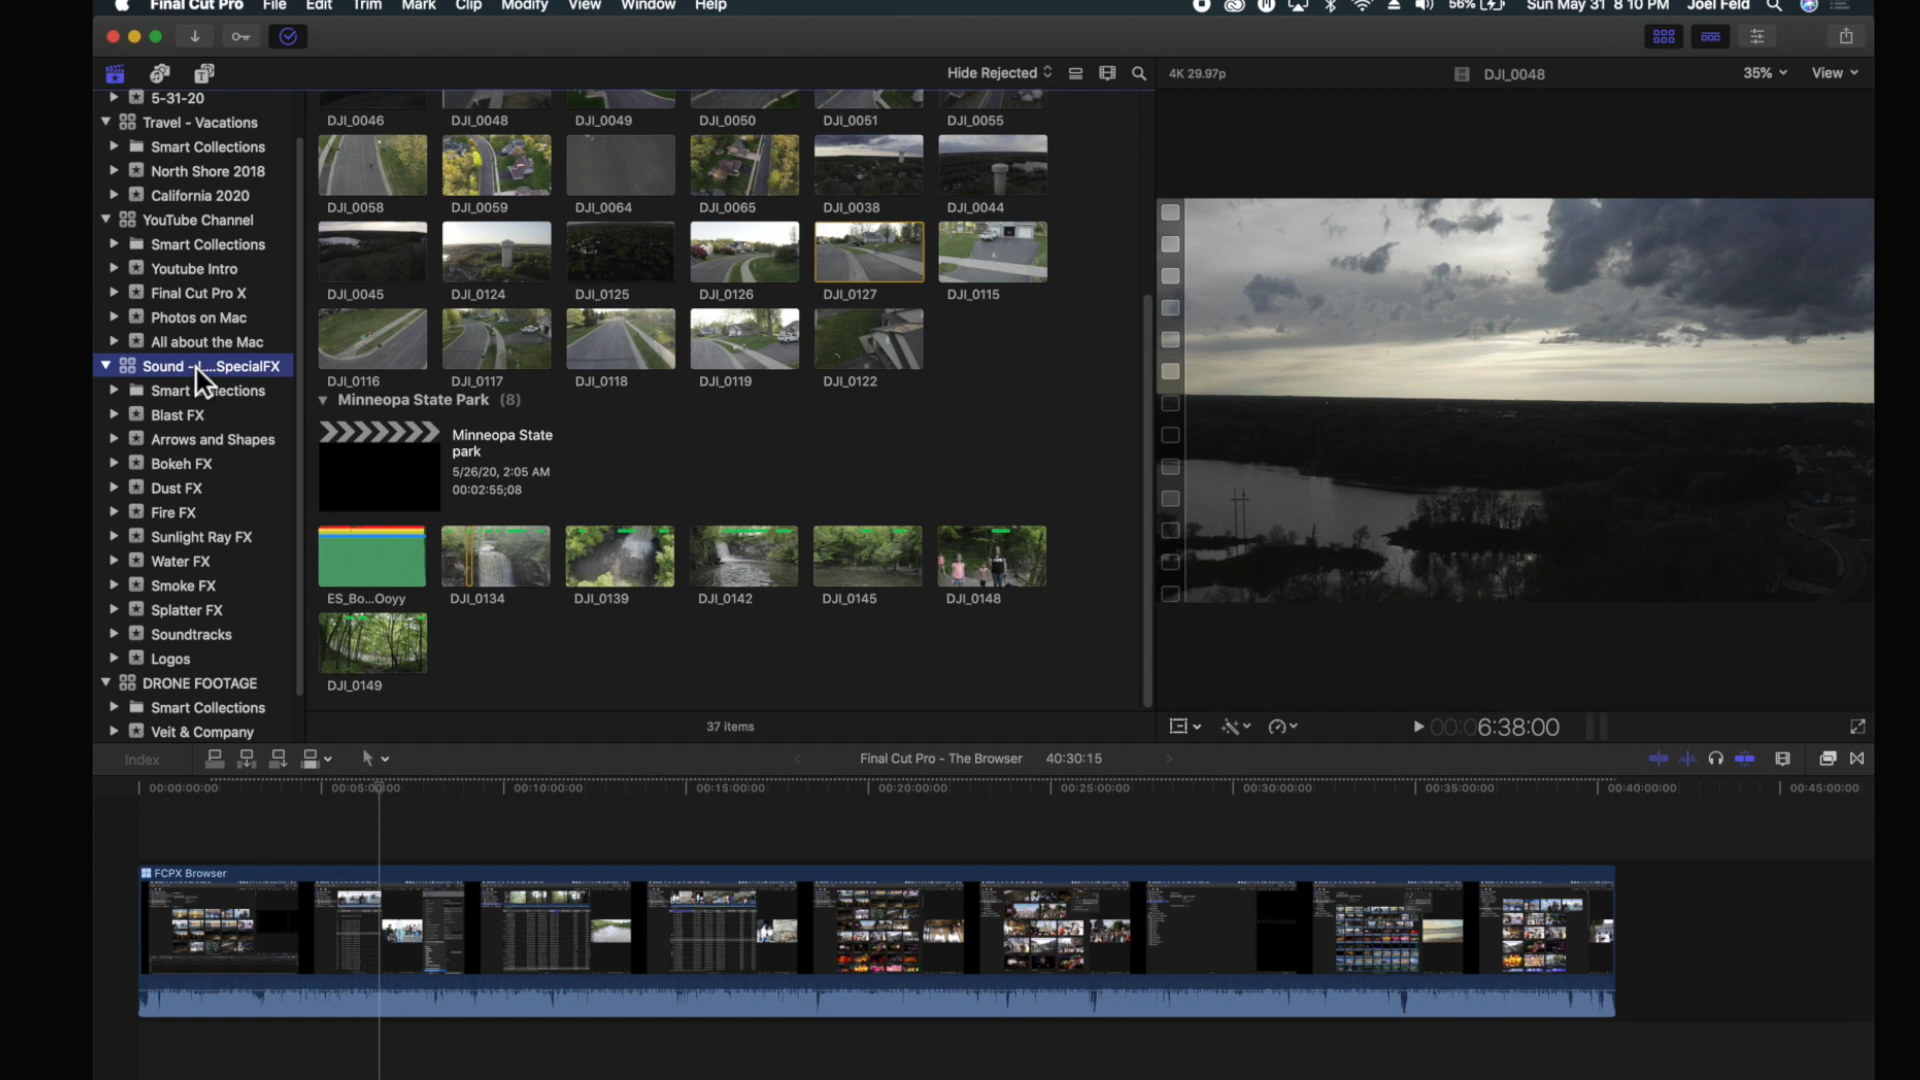 Final Cut Pro File Edit Trim Mark Clip Modify View Window Help 56% Sun May 31 8 10 PM Joel Feld
Hide Rejected 4K 29.97p DJI_0048 35% View
5-31-20
Travel - Vacations
Smart Collections
North Shore 2018
California 2020
YouTube Channel
Smart Collections
Youtube Intro
Final Cut Pro X
Photos on Mac
All about the Mac
Sound - L...SpecialFX
Smart Collections
Blast FX
Arrows and Shapes
Bokeh FX
Dust FX
Fire FX
Sunlight Ray FX
Water FX
Smoke FX
Splatter FX
Soundtracks
Logos
DRONE FOOTAGE
Smart Collections
Veit & Company
DJI_0046 DJI_0048 DJI_0049 DJI_0050 DJI_0051 DJI_0055
DJI_0058 DJI_0059 DJI_0064 DJI_0065 DJI_0038 DJI_0044
DJI_0045 DJI_0124 DJI_0125 DJI_0126 DJI_0127 DJI_0115
DJI_0116 DJI_0117 DJI_0118 DJI_0119 DJI_0122
Minneopa State Park (8)
Minneopa State
park
5/26/20, 2:05 AM
00:02:55;08
ES_Bo...Ooyy DJI_0134 DJI_0139 DJI_0142 DJI_0145 DJI_0148
DJI_0149
37 items
00:06:38:00
Index Final Cut Pro - The Browser 40:30:15
00:00:00:00 00:05:00:00 00:10:00:00 00:15:00:00 00:20:00:00 00:25:00:00 00:30:00:00 00:35:00:00 00:40:00:00 00:45:00:00
FCPX Browser